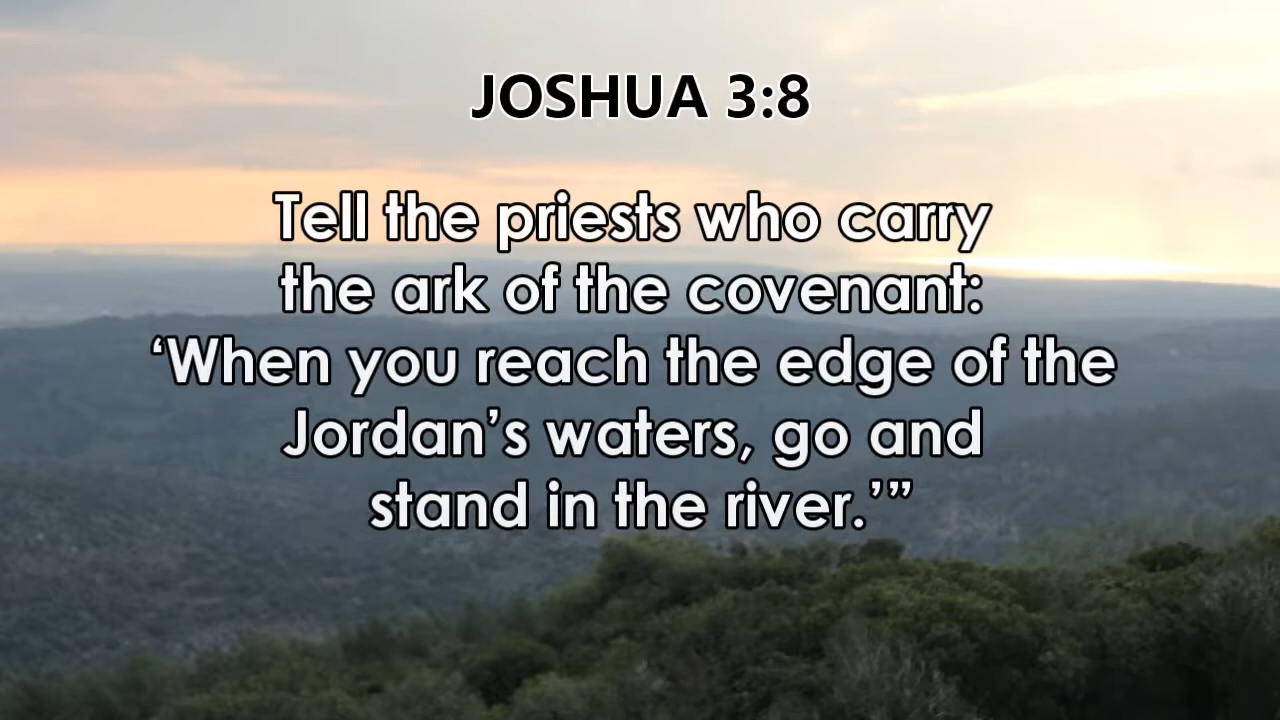 JOSHUA 3:8
Tell the priests who carry
the ark of the covenant:
‘When you reach the edge of the
Jordan’s waters, go and
stand in the river.’”